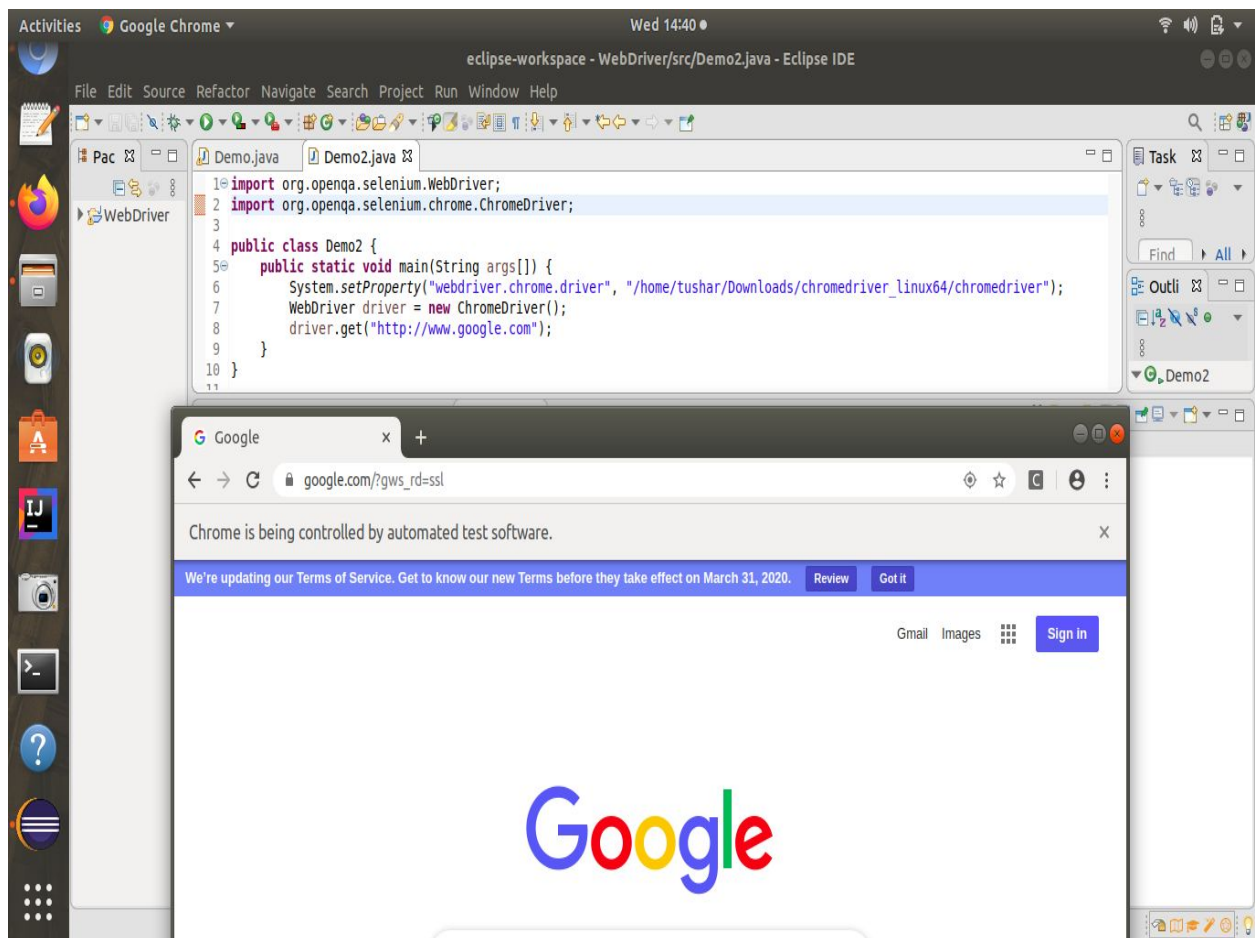 Activities Google Chrome Wed 14:40
eclipse-workspace - WebDriver/src/Demo2.java - Eclipse IDE
File Edit Source Refactor Navigate Search Project Run Window Help
Pac
WebDriver
Demo.java Demo2.java
1 import org.openqa.selenium.WebDriver;
2 import org.openqa.selenium.chrome.ChromeDriver;
3
4 public class Demo2 {
5 public static void main(String args[]) {
6 System.setProperty("webdriver.chrome.driver", "/home/tushar/Downloads/chromedriver_linux64/chromedriver");
7 WebDriver driver = new ChromeDriver();
8 driver.get("http://www.google.com");
9 }
10 }
11
Task
Find All
Outli
Demo2
Google
google.com/?gws_rd=ssl
Chrome is being controlled by automated test software.
We're updating our Terms of Service. Get to know our new Terms before they take effect on March 31, 2020. Review Got it
Gmail Images Sign in
Google